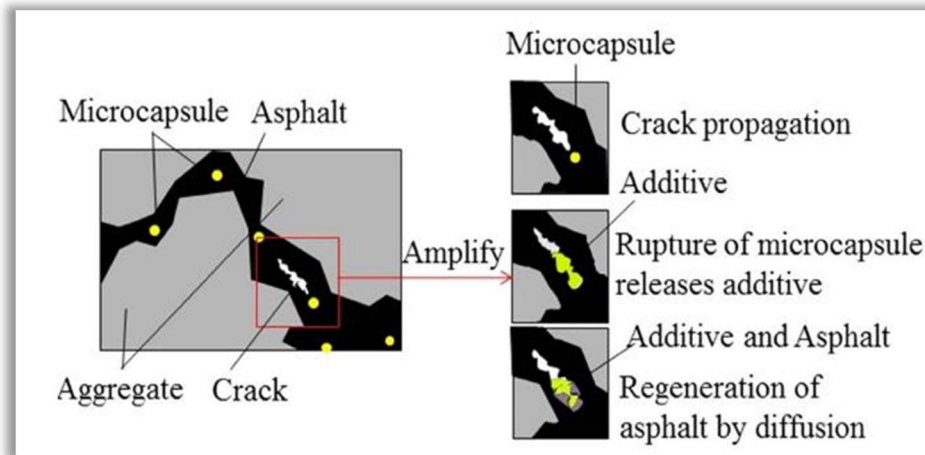 Microcapsule
Asphalt
Aggregate
Crack
Amplify
Microcapsule
Crack propagation
Additive
Rupture of microcapsule
releases additive
Additive and Asphalt
Regeneration of
asphalt by diffusion